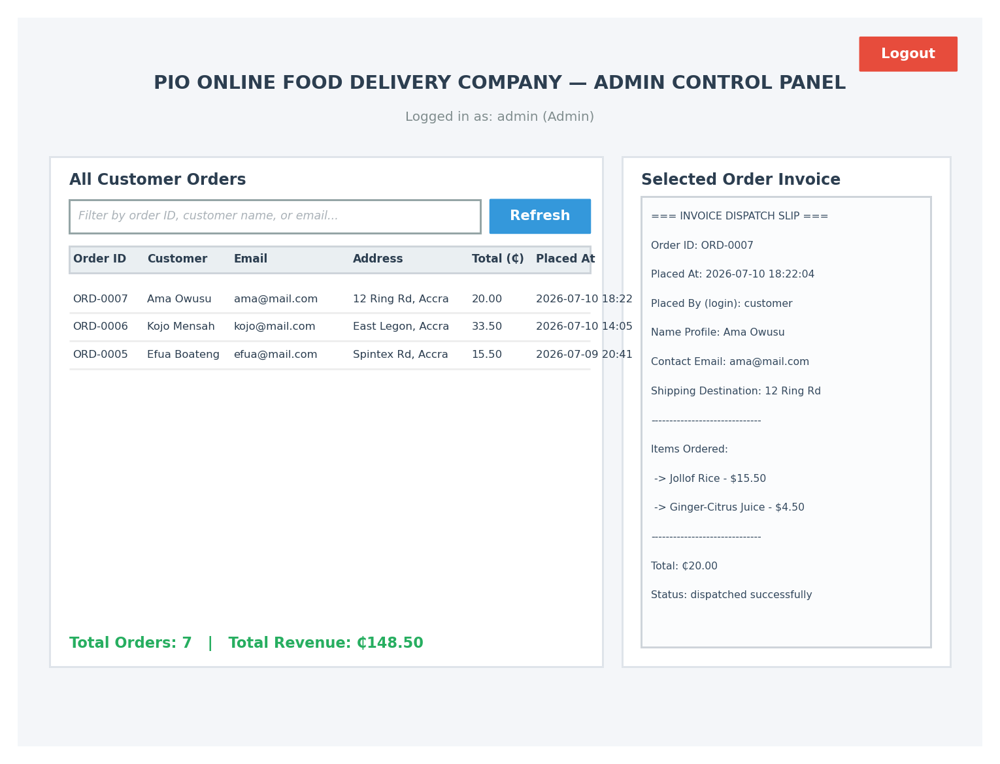 Logout
PIO ONLINE FOOD DELIVERY COMPANY — ADMIN CONTROL PANEL
Logged in as: admin (Admin)
All Customer Orders
Filter by order ID, customer name, or email...
Refresh
Order ID Customer Email Address Total (₵) Placed At
ORD-0007 Ama Owusu ama@mail.com 12 Ring Rd, Accra 20.00 2026-07-10 18:22
ORD-0006 Kojo Mensah kojo@mail.com East Legon, Accra 33.50 2026-07-10 14:05
ORD-0005 Efua Boateng efua@mail.com Spintex Rd, Accra 15.50 2026-07-09 20:41
Total Orders: 7 | Total Revenue: ₵148.50
Selected Order Invoice
=== INVOICE DISPATCH SLIP ===
Order ID: ORD-0007
Placed At: 2026-07-10 18:22:04
Placed By (login): customer
Name Profile: Ama Owusu
Contact Email: ama@mail.com
Shipping Destination: 12 Ring Rd
------------------------------
Items Ordered:
-> Jollof Rice - $15.50
-> Ginger-Citrus Juice - $4.50
------------------------------
Total: ₵20.00
Status: dispatched successfully